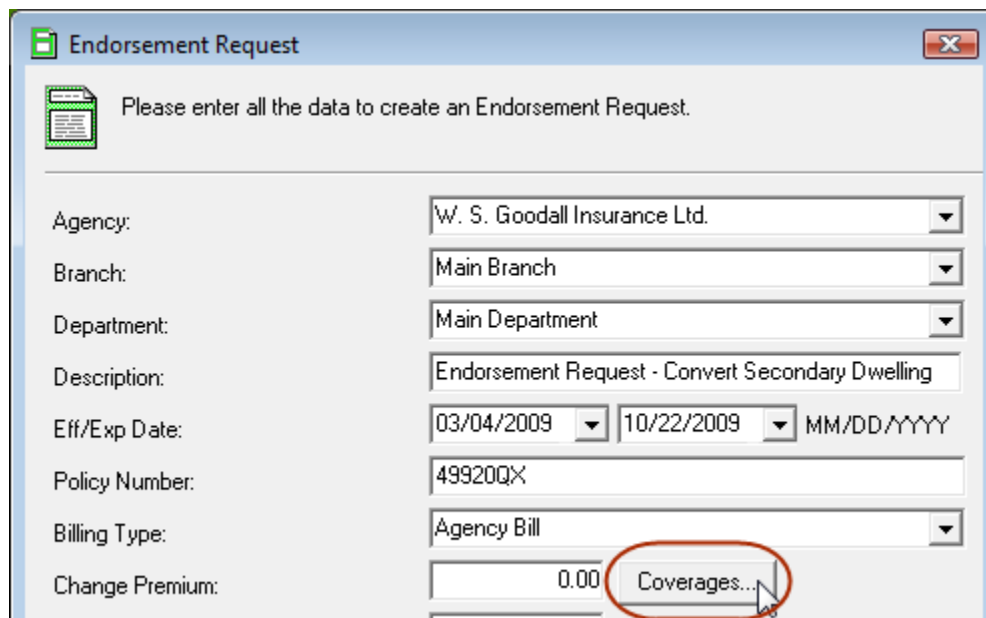 Endorsement Request
Please enter all the data to create an Endorsement Request.
Agency: W. S. Goodall Insurance Ltd.
Branch: Main Branch
Department: Main Department
Description: Endorsement Request - Convert Secondary Dwelling
Eff/Exp Date: 03/04/2009 10/22/2009 MM/DD/YYYY
Policy Number: 49920QX
Billing Type: Agency Bill
Change Premium: 0.00 Coverages...